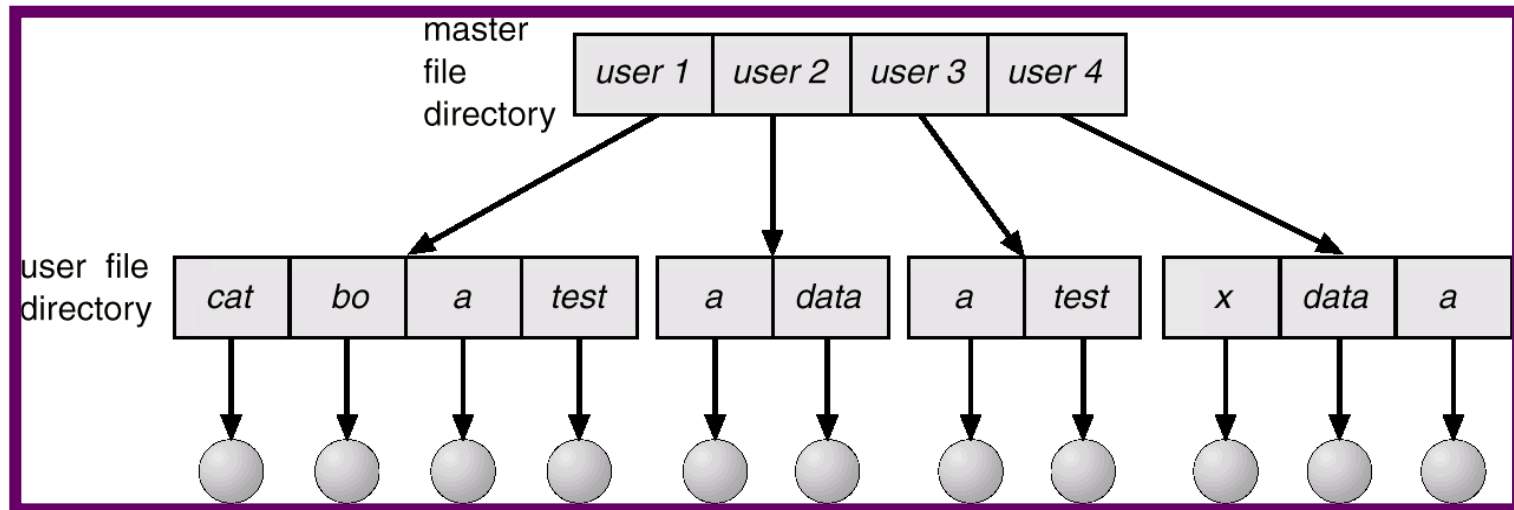 master
file
directory
user 1 user 2 user 3 user 4
user file
directory
cat bo a test a data a test x data a